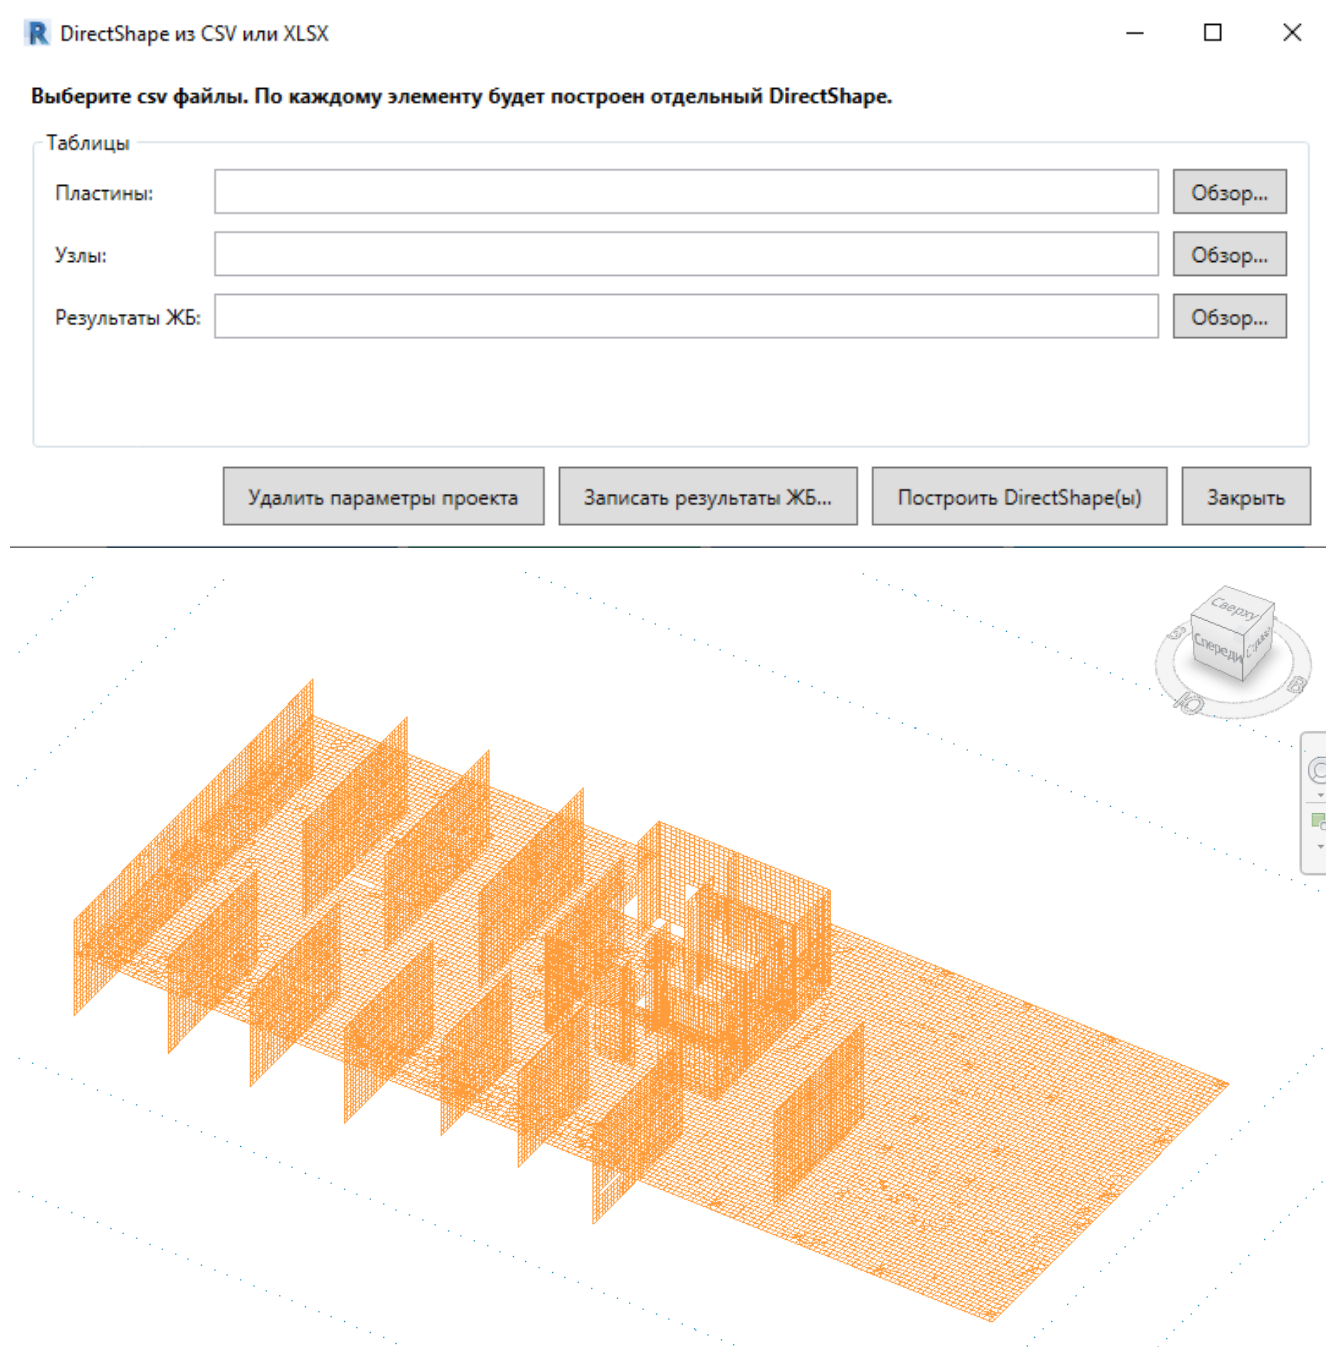 DirectShape из CSV или XLSX
Выберите csv файлы. По каждому элементу будет построен отдельный DirectShape.
Таблицы
Пластины:
Обзор...
Узлы:
Обзор...
Результаты ЖБ:
Обзор...
Удалить параметры проекта
Записать результаты ЖБ...
Построить DirectShape(ы)
Закрыть
Сверху
Спереди
Ю
В